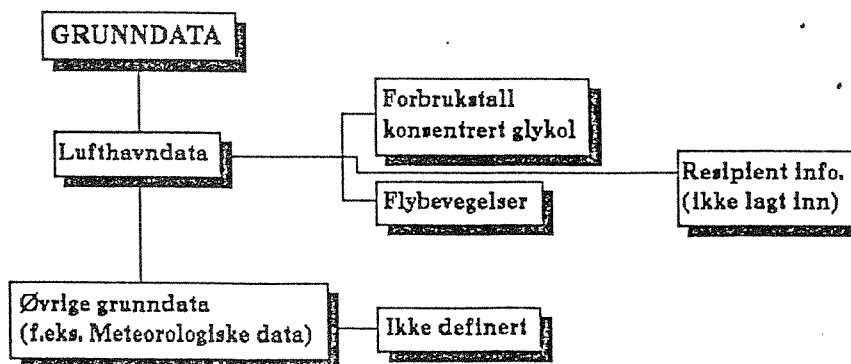 GRUNNDATA
Lufthavndata
Forbrukstall
konsentrert glykol
Flybevegelser
Resipient info.
(ikke lagt inn)
Øvrige grunndata
(f.eks. Meteorologiske data)
Ikke definert